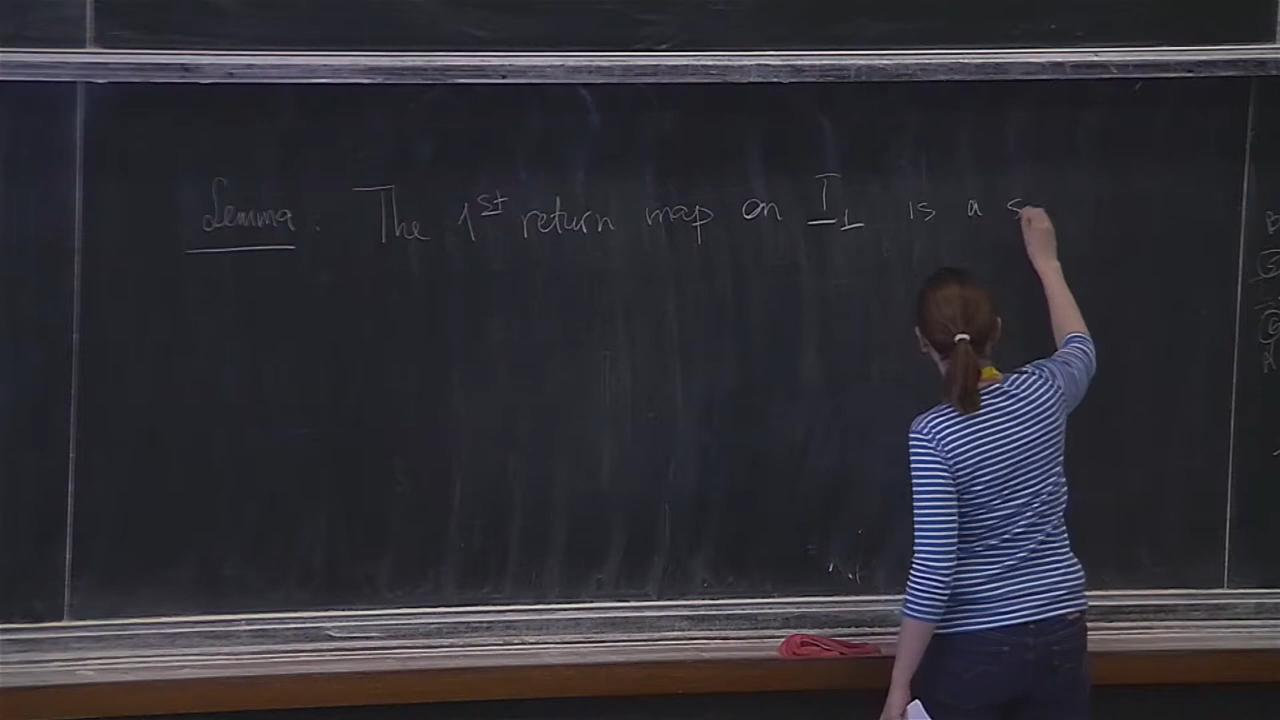 Lemma. The 1st return map on I₁ is a s